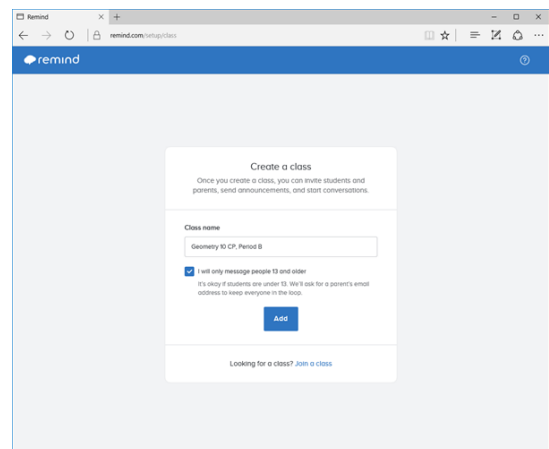 Remind
remind.com/setup/class
remind
Create a class
Once you create a class, you can invite students and
parents, send announcements, and start conversations.
Class name
Geometry 10 CP, Period B
I will only message people 13 and older
It's okay if students are under 13. We'll ask for a parent's email
address to keep everyone in the loop.
Add
Looking for a class? Join a class